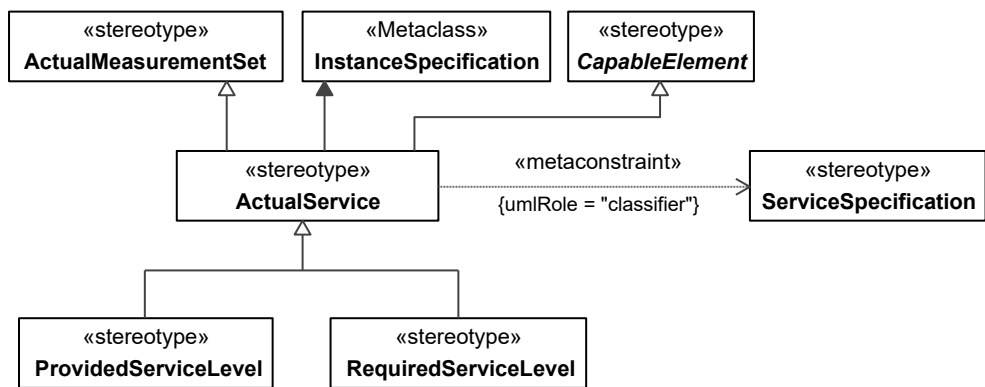 «stereotype»
ActualMeasurementSet
«Metaclass»
InstanceSpecification
«stereotype»
CapableElement
«stereotype»
ActualService
«metaconstraint»
{umlRole = "classifier"}
«stereotype»
ServiceSpecification
«stereotype»
ProvidedServiceLevel
«stereotype»
RequiredServiceLevel